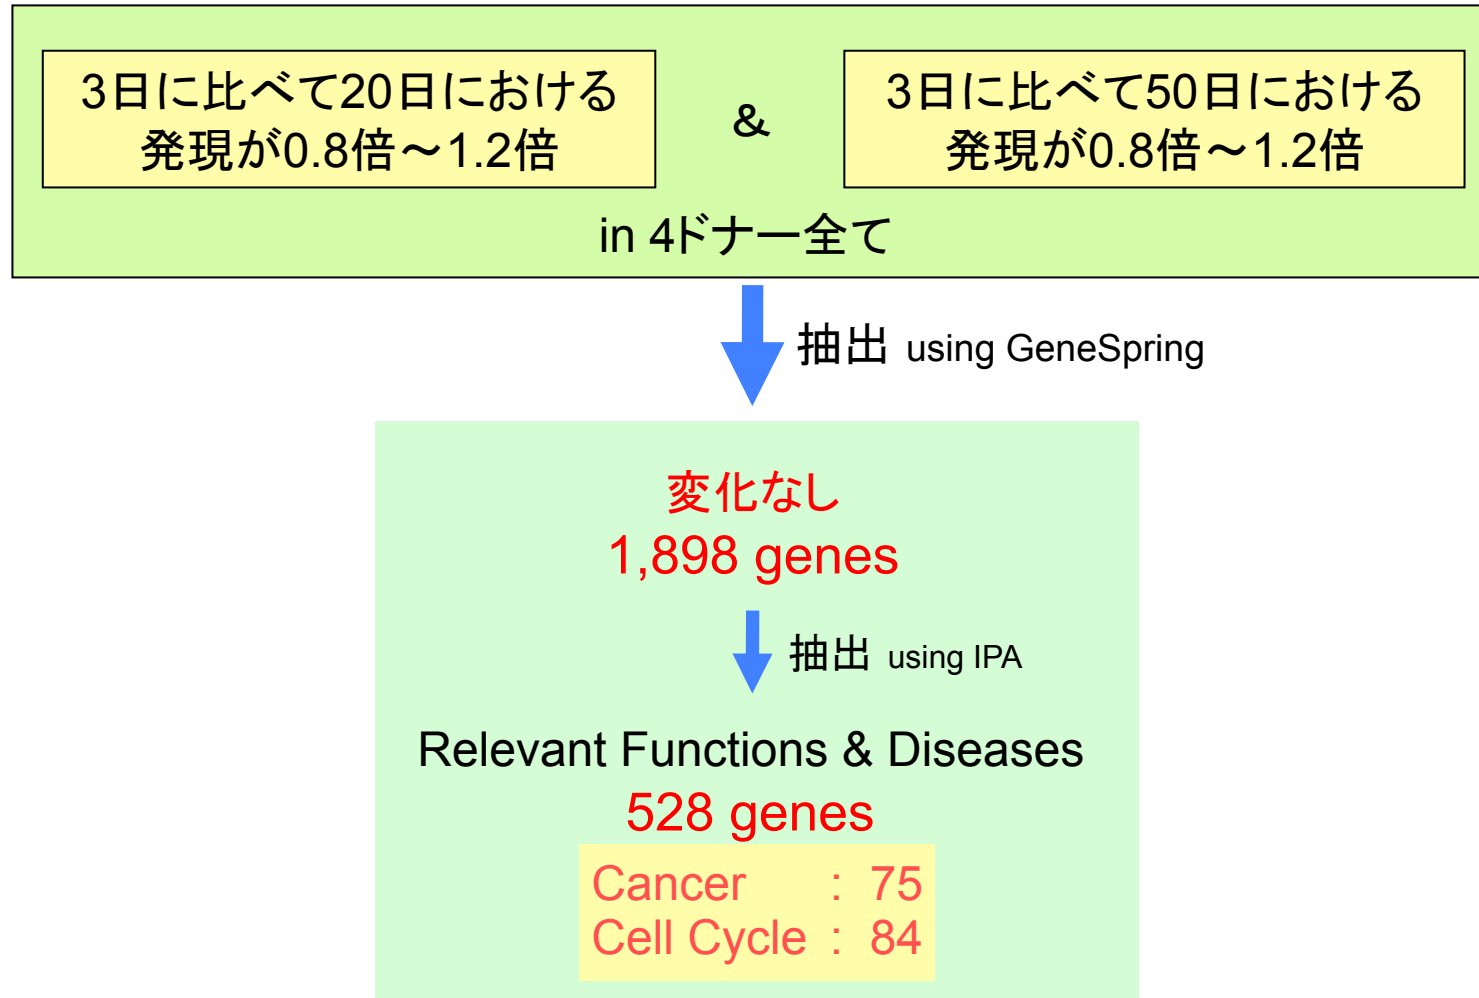 3日に比べて20日における
発現が0.8倍～1.2倍
&
3日に比べて50日における
発現が0.8倍～1.2倍
in 4ドナー全て
抽出 using GeneSpring
変化なし
1,898 genes
抽出 using IPA
Relevant Functions & Diseases
528 genes
Cancer : 75
Cell Cycle : 84